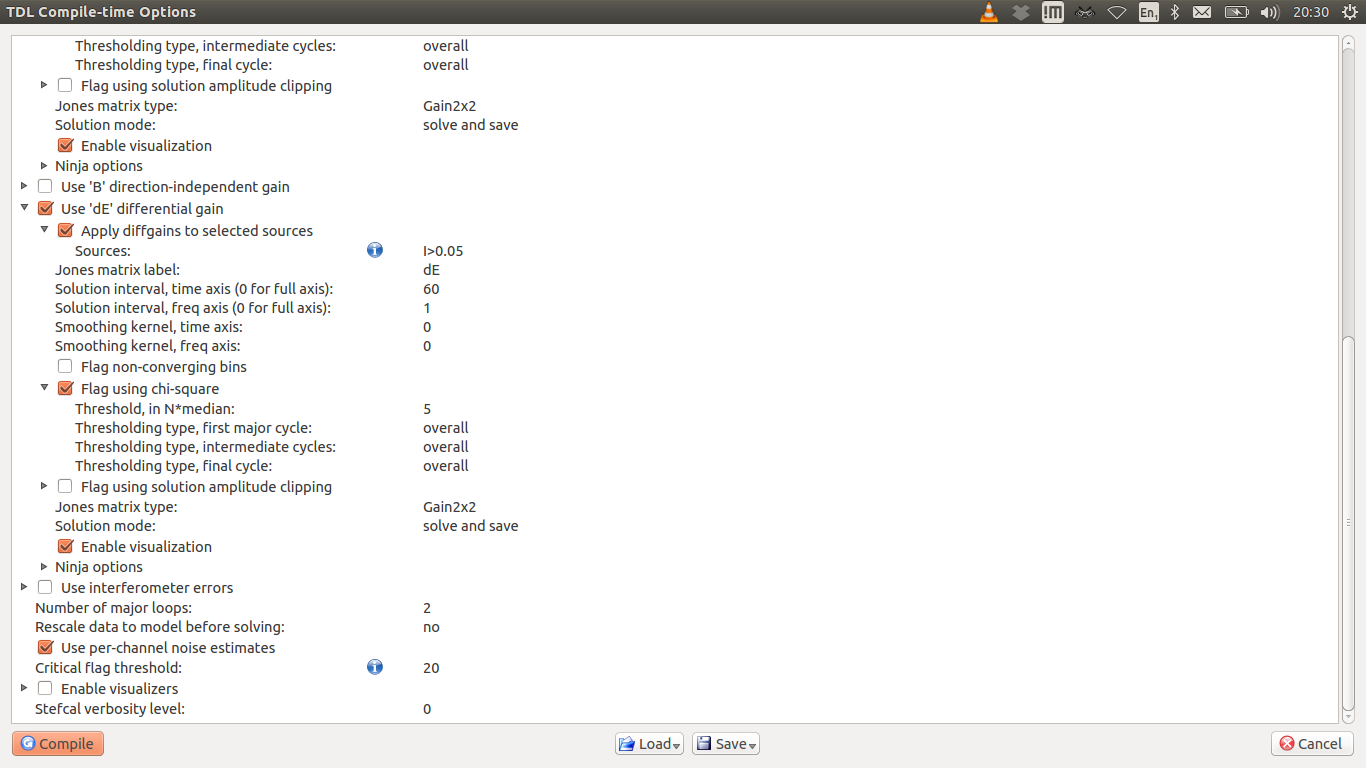 TDL Compile-time Options
En1
20:30
Thresholding type, intermediate cycles: overall
Thresholding type, final cycle: overall
Flag using solution amplitude clipping
Jones matrix type: Gain2x2
Solution mode: solve and save
Enable visualization
Ninja options
Use 'B' direction-independent gain
Use 'dE' differential gain
Apply diffgains to selected sources
Sources: I>0.05
Jones matrix label: dE
Solution interval, time axis (0 for full axis): 60
Solution interval, freq axis (0 for full axis): 1
Smoothing kernel, time axis: 0
Smoothing kernel, freq axis: 0
Flag non-converging bins
Flag using chi-square
Threshold, in N*median: 5
Thresholding type, first major cycle: overall
Thresholding type, intermediate cycles: overall
Thresholding type, final cycle: overall
Flag using solution amplitude clipping
Jones matrix type: Gain2x2
Solution mode: solve and save
Enable visualization
Ninja options
Use interferometer errors
Number of major loops: 2
Rescale data to model before solving: no
Use per-channel noise estimates
Critical flag threshold: 20
Enable visualizers
Stefcal verbosity level: 0
Compile Load Save Cancel